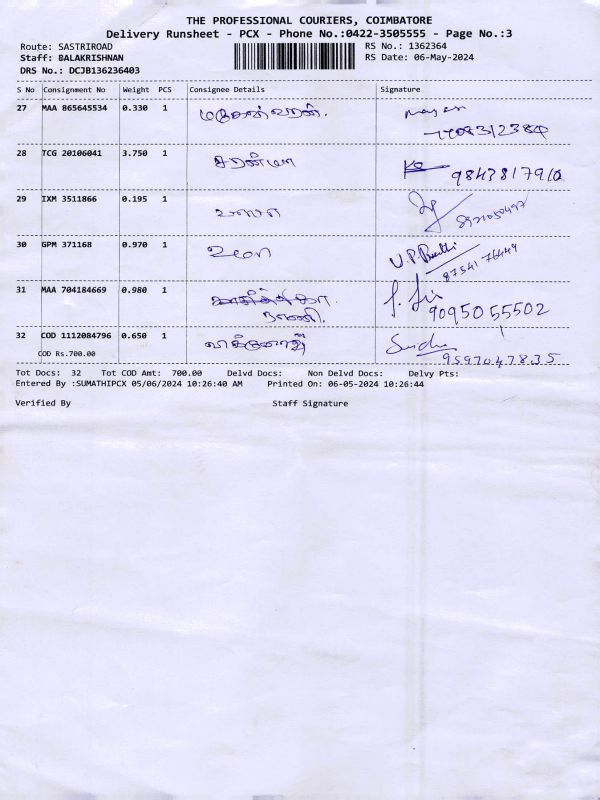 THE PROFESSIONAL COURIERS, COIMBATORE
Delivery Runsheet - PCX - Phone No.:0422-3505555 - Page No.:3
Route: SASTRIROAD RS No.: 1362364
Staff: BALAKRISHNAN RS Date: 06-May-2024
DRS No.: DCJB136236403
S No Consignment No Weight PCS Consignee Details Signature
27 MAA 865645534 0.330 1
28 TCG 20106041 3.750 1 சரண்யா
9843817910
29 IXM 3511866 0.195 1
8921050497
30 GPM 371168 0.970 1 உமா
8754176449
31 MAA 704184669 0.980 1
நளினி. 9095055502
32 COD 1112084796 0.650 1
COD Rs.700.00 9597047835
Tot Docs: 32 Tot COD Amt: 700.00 Delvd Docs: Non Delvd Docs: Delvy Pts:
Entered By :SUMATHIPCX 05/06/2024 10:26:40 AM Printed On: 06-05-2024 10:26:44
Verified By Staff Signature